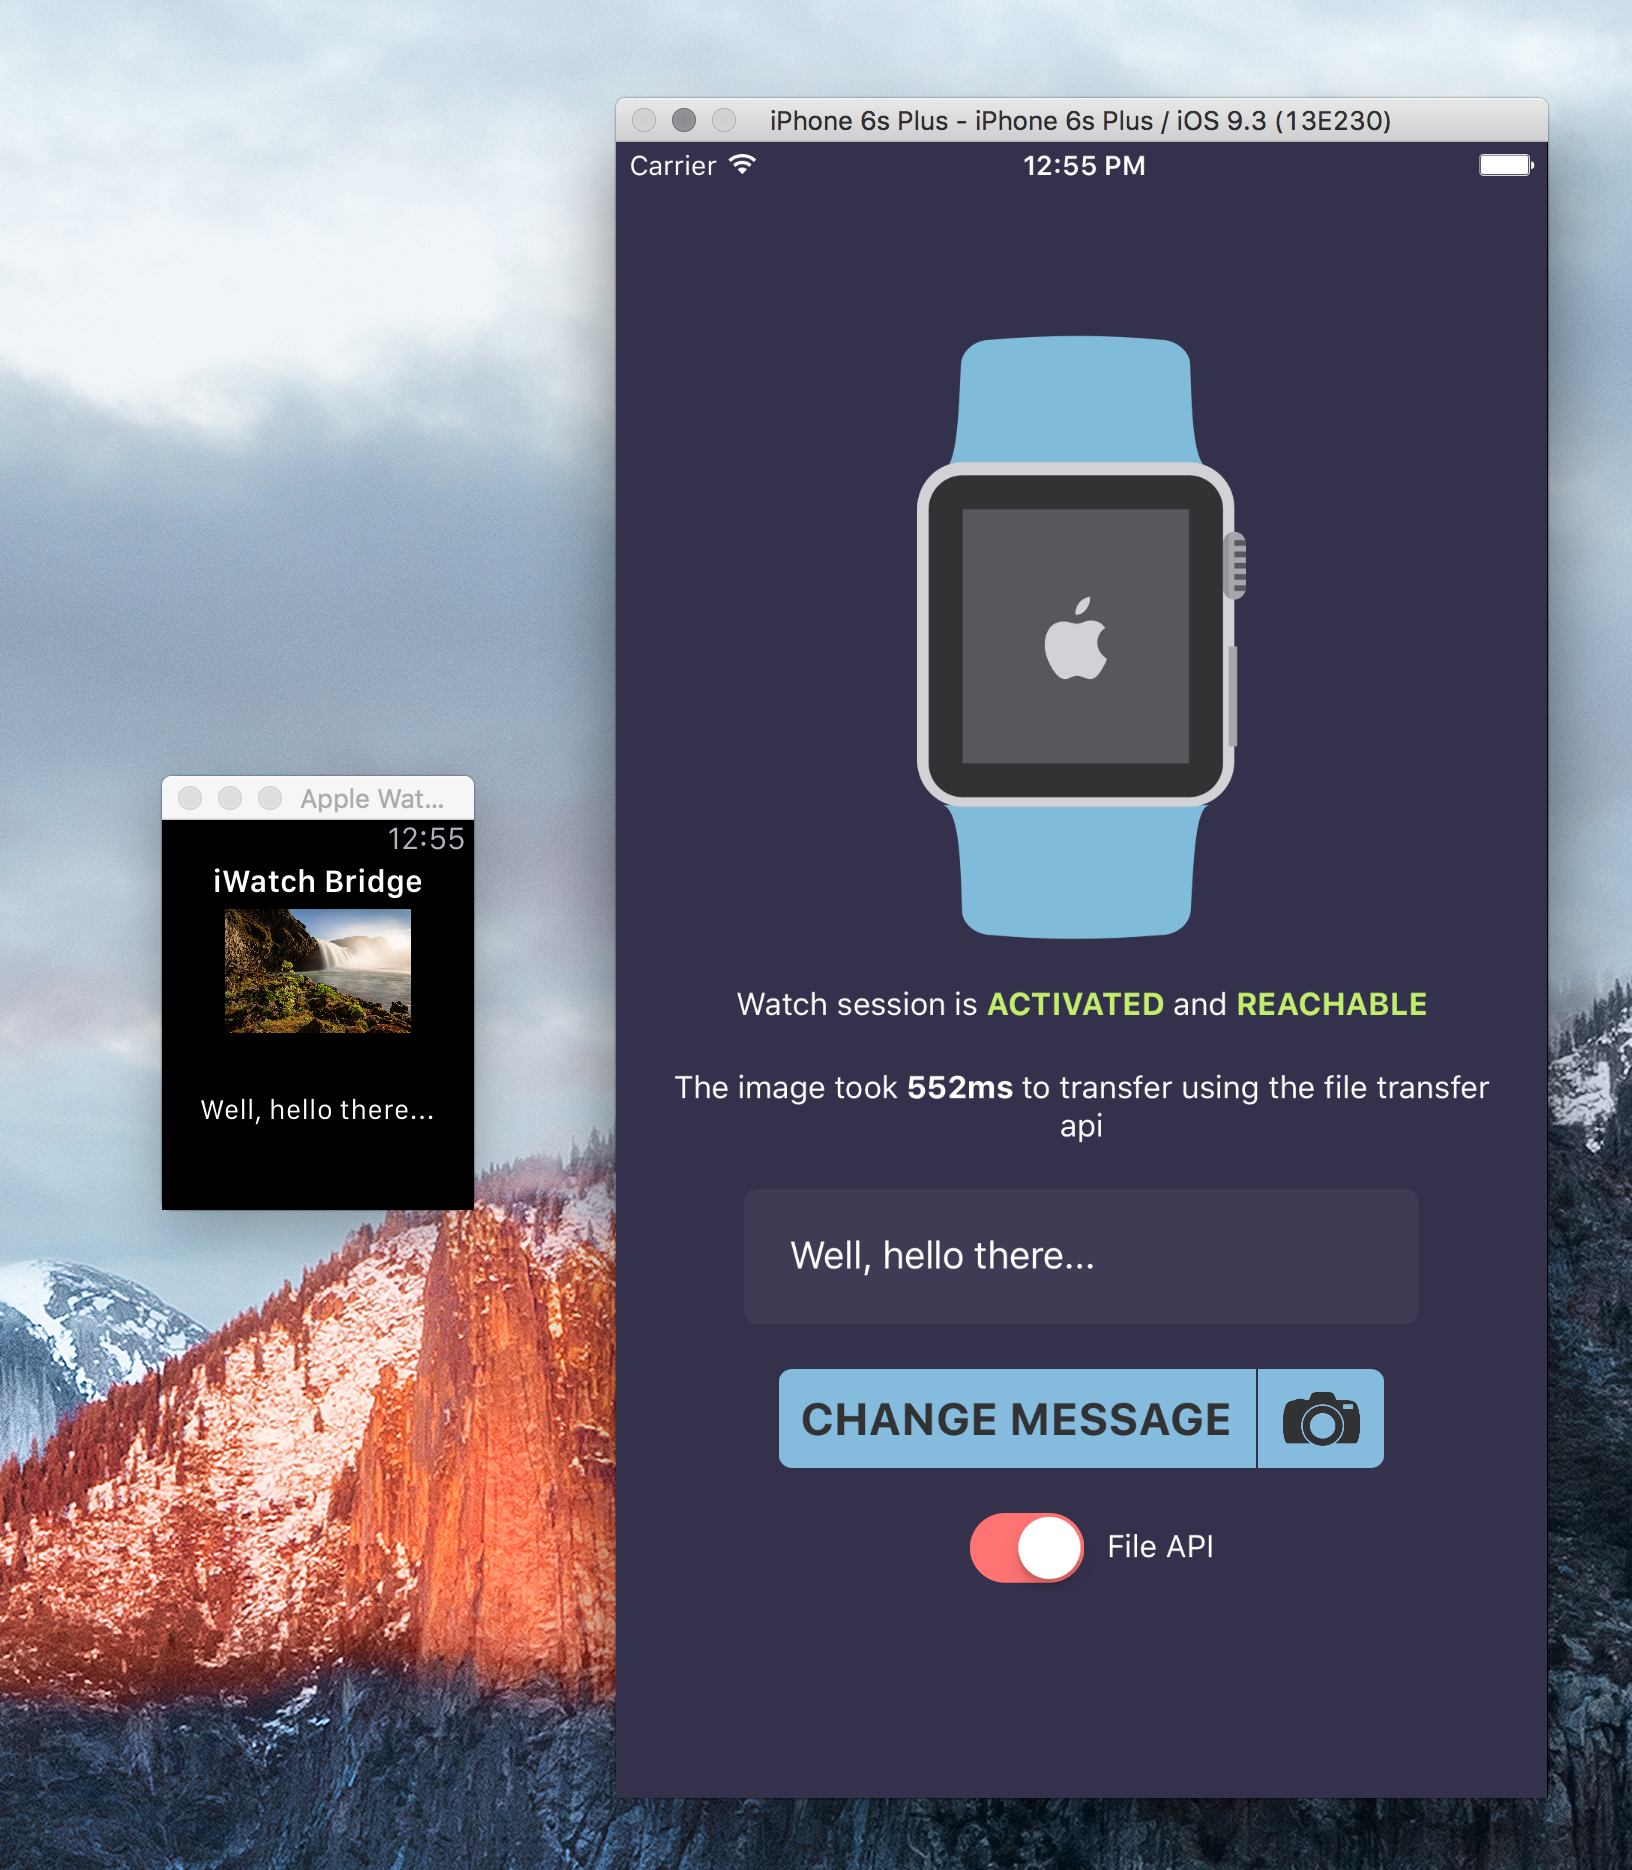 iPhone 6s Plus - iPhone 6s Plus / iOS 9.3 (13E230)
Carrier
12:55 PM
Watch session is ACTIVATED and REACHABLE
The image took 552ms to transfer using the file transfer
api
Well, hello there...
CHANGE MESSAGE
File API
Apple Wat...
12:55
iWatch Bridge
Well, hello there...